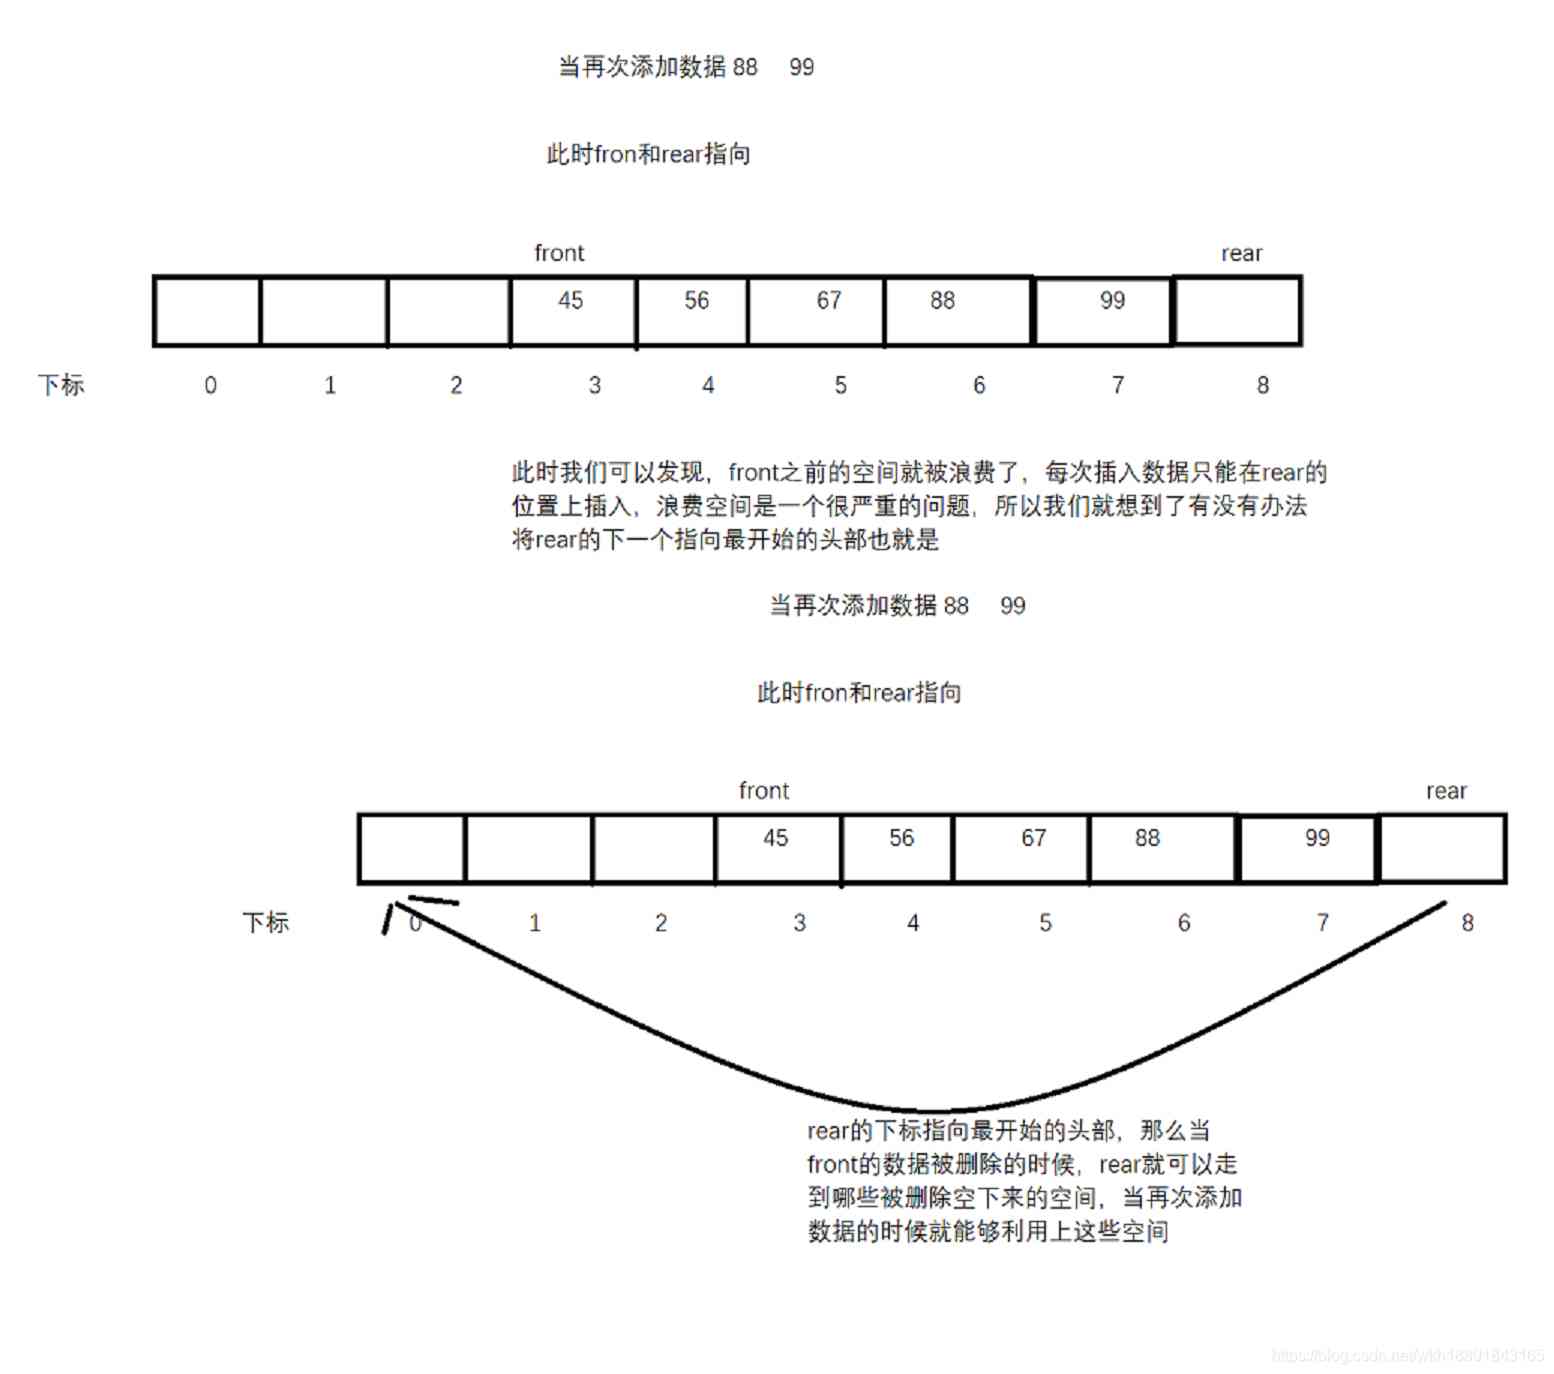 当再次添加数据 88 99
此时fron和rear指向
front rear
45 56 67 88 99
下标 0 1 2 3 4 5 6 7 8
此时我们可以发现，front之前的空间就被浪费了，每次插入数据只能在rear的
位置上插入，浪费空间是一个很严重的问题，所以我们就想到了有没有办法
将rear的下一个指向最开始的头部也就是
当再次添加数据 88 99
此时fron和rear指向
front rear
45 56 67 88 99
下标 0 1 2 3 4 5 6 7 8
rear的下标指向最开始的头部，那么当
front的数据被删除的时候，rear就可以走
到哪些被删除空下来的空间，当再次添加
数据的时候就能够利用上这些空间
https://blog.csdn.net/wkh18891843165